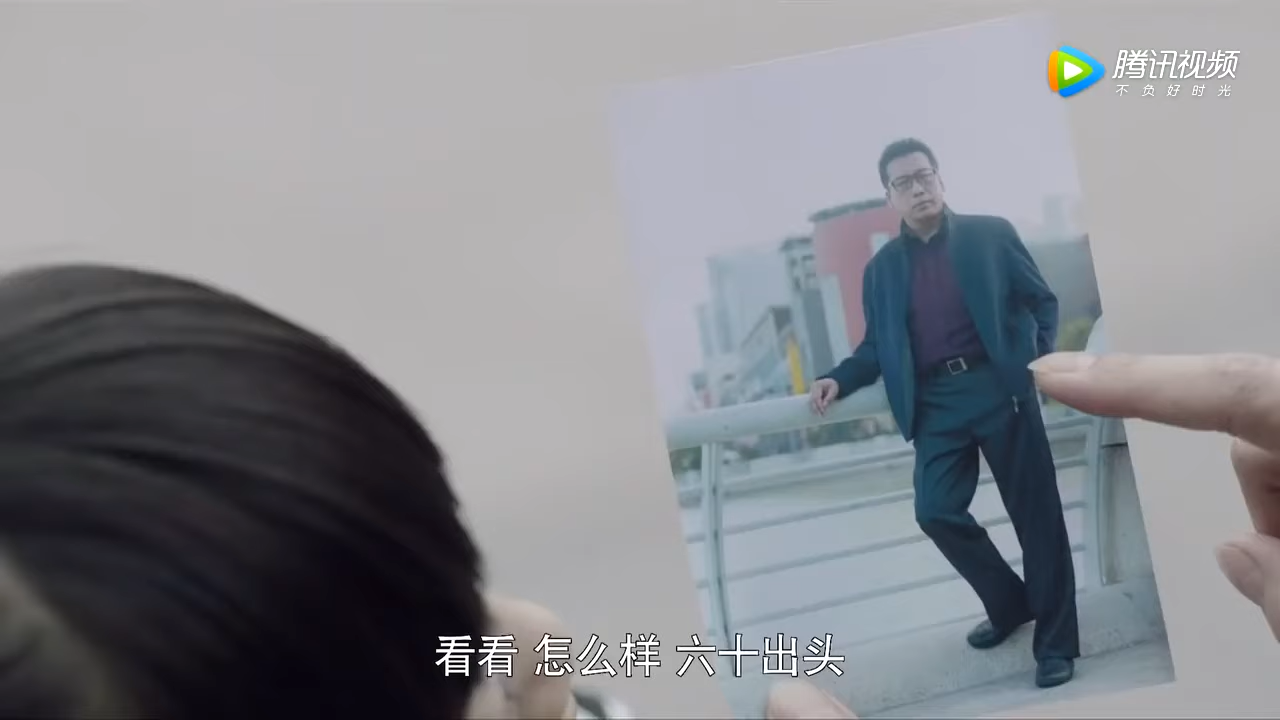 腾讯视频
不负好时光
看看 怎么样 六十出头